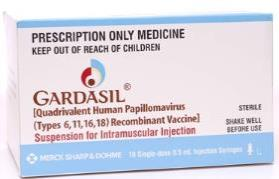 PRESCRIPTION ONLY MEDICINE
KEEP OUT OF REACH OF CHILDREN
GARDASIL®
[Quadrivalent Human Papillomavirus
(Types 6,11,16,18) Recombinant Vaccine]
Suspension for Intramuscular Injection
STERILE
SHAKE WELL
BEFORE USE
MERCK SHARP & DOHME
10 Single-dose 0.5 mL Injection Syringes